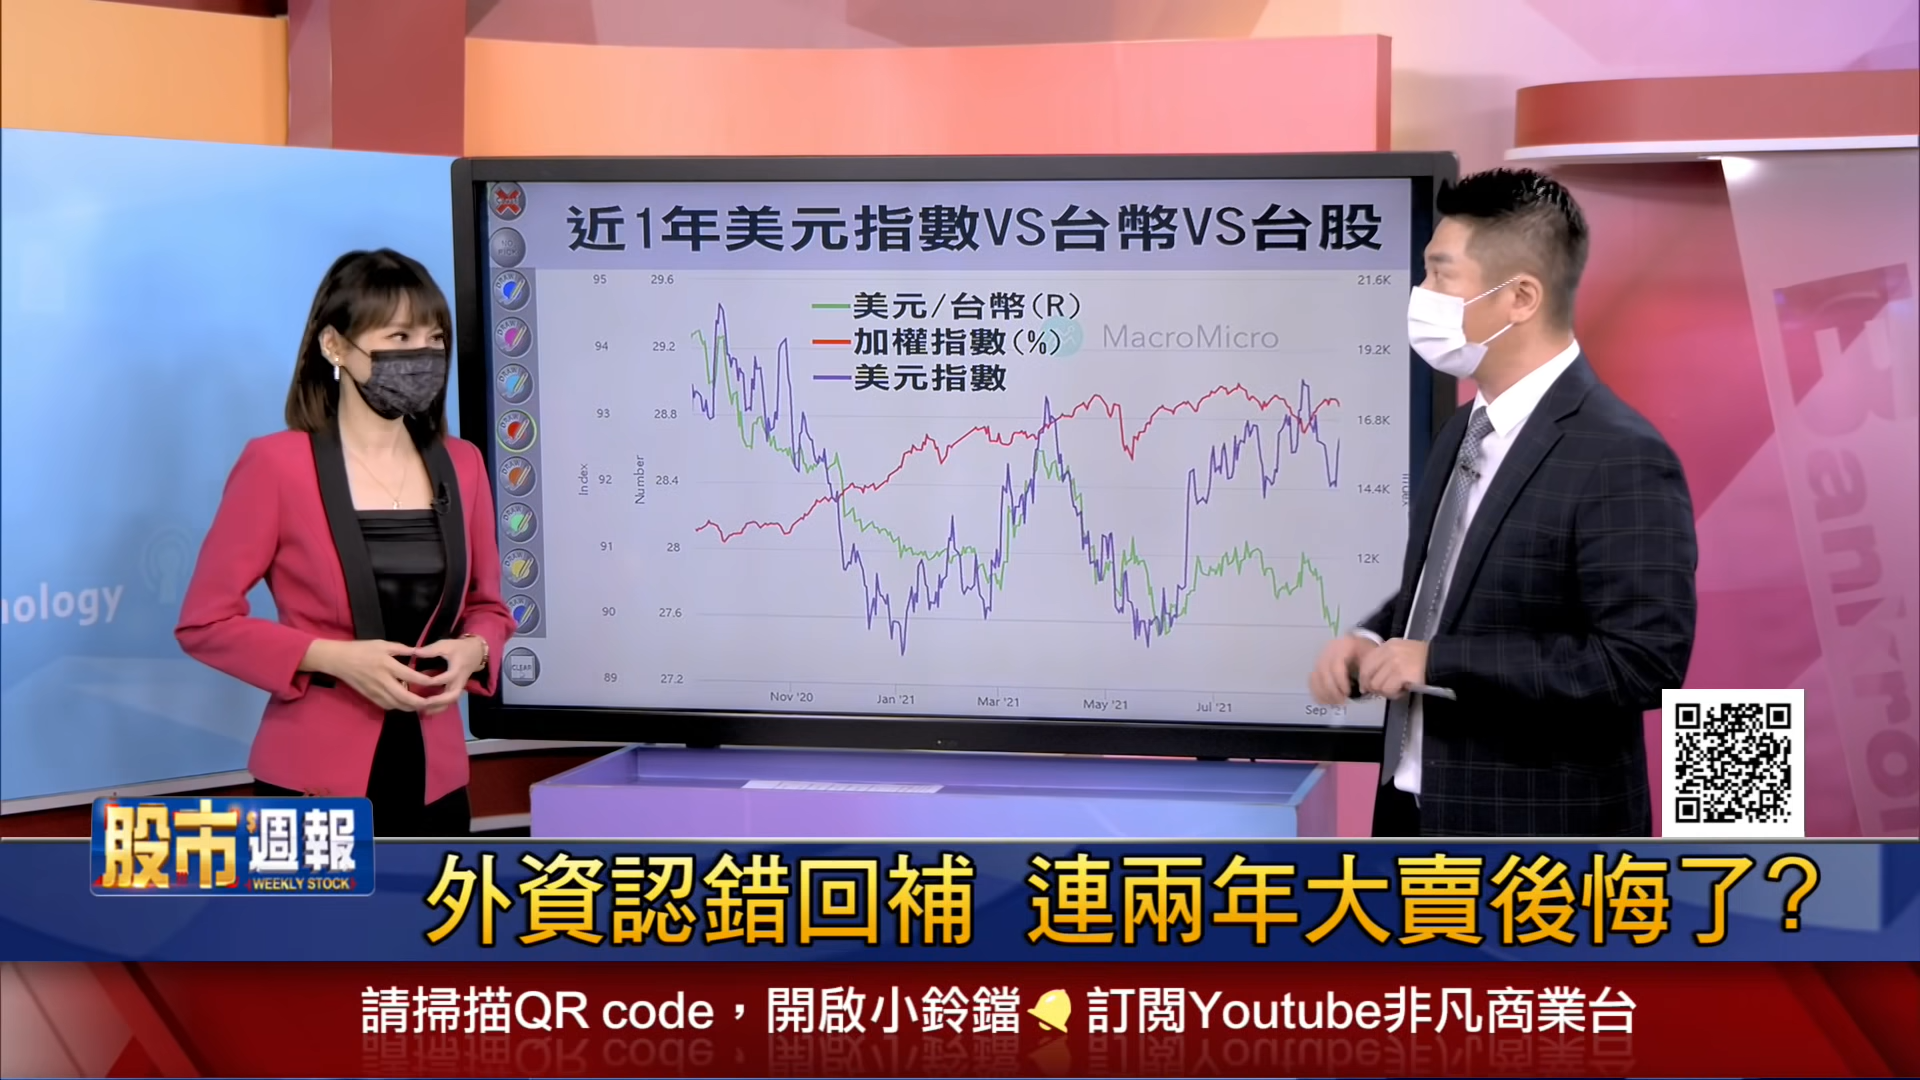 近1年美元指數VS台幣VS台股
95 29.6 21.6K
美元/台幣(R)
94 29.2 19.2K
加權指數(%)
MacroMicro
美元指數
93 28.8 16.8K
Index
Number
92 28.4 14.4K
91 28 12K
90 27.6
89 27.2
Nov '20 Jan '21 Mar '21 May '21 Jul '21 Sep '21
CLEAR
nology
Bankro
股市週報
WEEKLY STOCK
外資認錯回補 連兩年大賣後悔了?
請掃描QR code，開啟小鈴鐺🔔訂閱Youtube非凡商業台